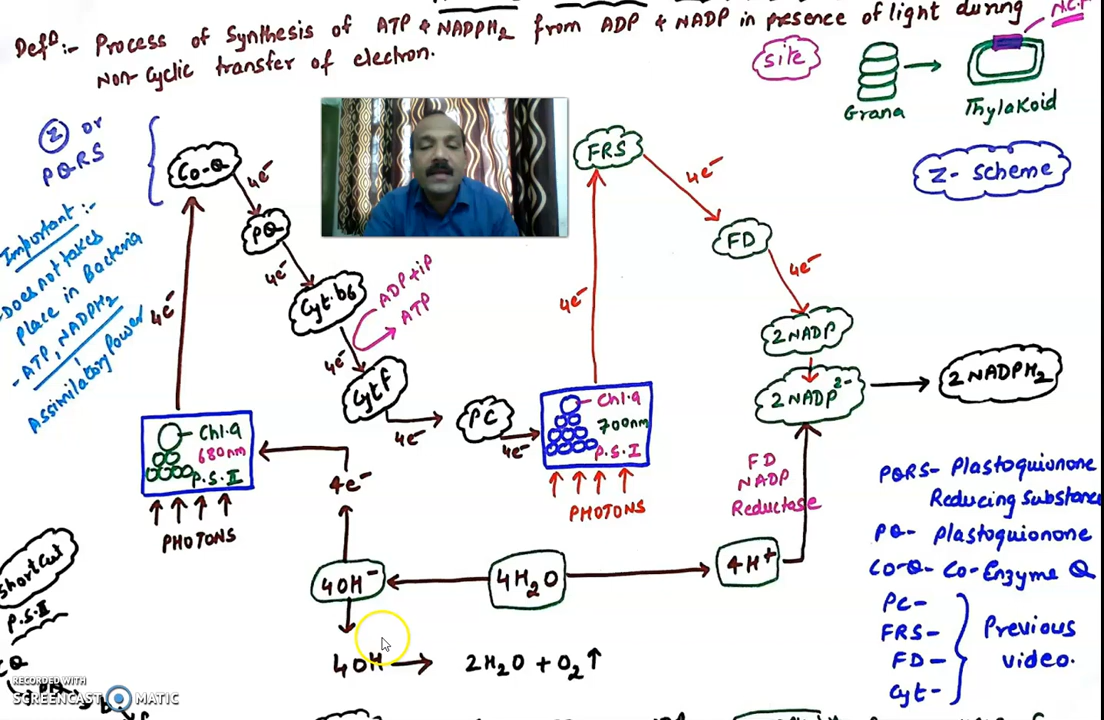 Defn:- Process of synthesis of ATP & NADPH2 from ADP & NADP in presence of light during
Non-Cyclic transfer of electron.
N.C.P
site
Grana
Thylakoid
Z or
PQRS
Co-Q
4e-
FRS
4e-
Z-scheme
Important:-
-Does not takes
place in Bacteria
-ATP, NADPH2
Assimilatory Power
PQ
4e-
FD
4e-
4e-
Cyt.b6
ADP+iP
ATP
4e-
4e-
2NADP
Cytf
4e-
PC
4e-
2NADP2-
2NADPH2
Chl.a
680nm
P.S.II
Chl.a
700nm
P.S.I
PHOTONS
4e-
PHOTONS
FD
NADP
Reductase
PQRS- Plastoquionone
Reducing Substance
PQ- Plastoquionone
CO-Q- Co-Enzyme Q
PC-
FRS-
FD-
Cyt-
Previous
video.
4OH-
4H2O
4H+
4OH → 2H2O + O2↑
Shortcut
P.S.II
RECORDED WITH
SCREENCAST MATIC